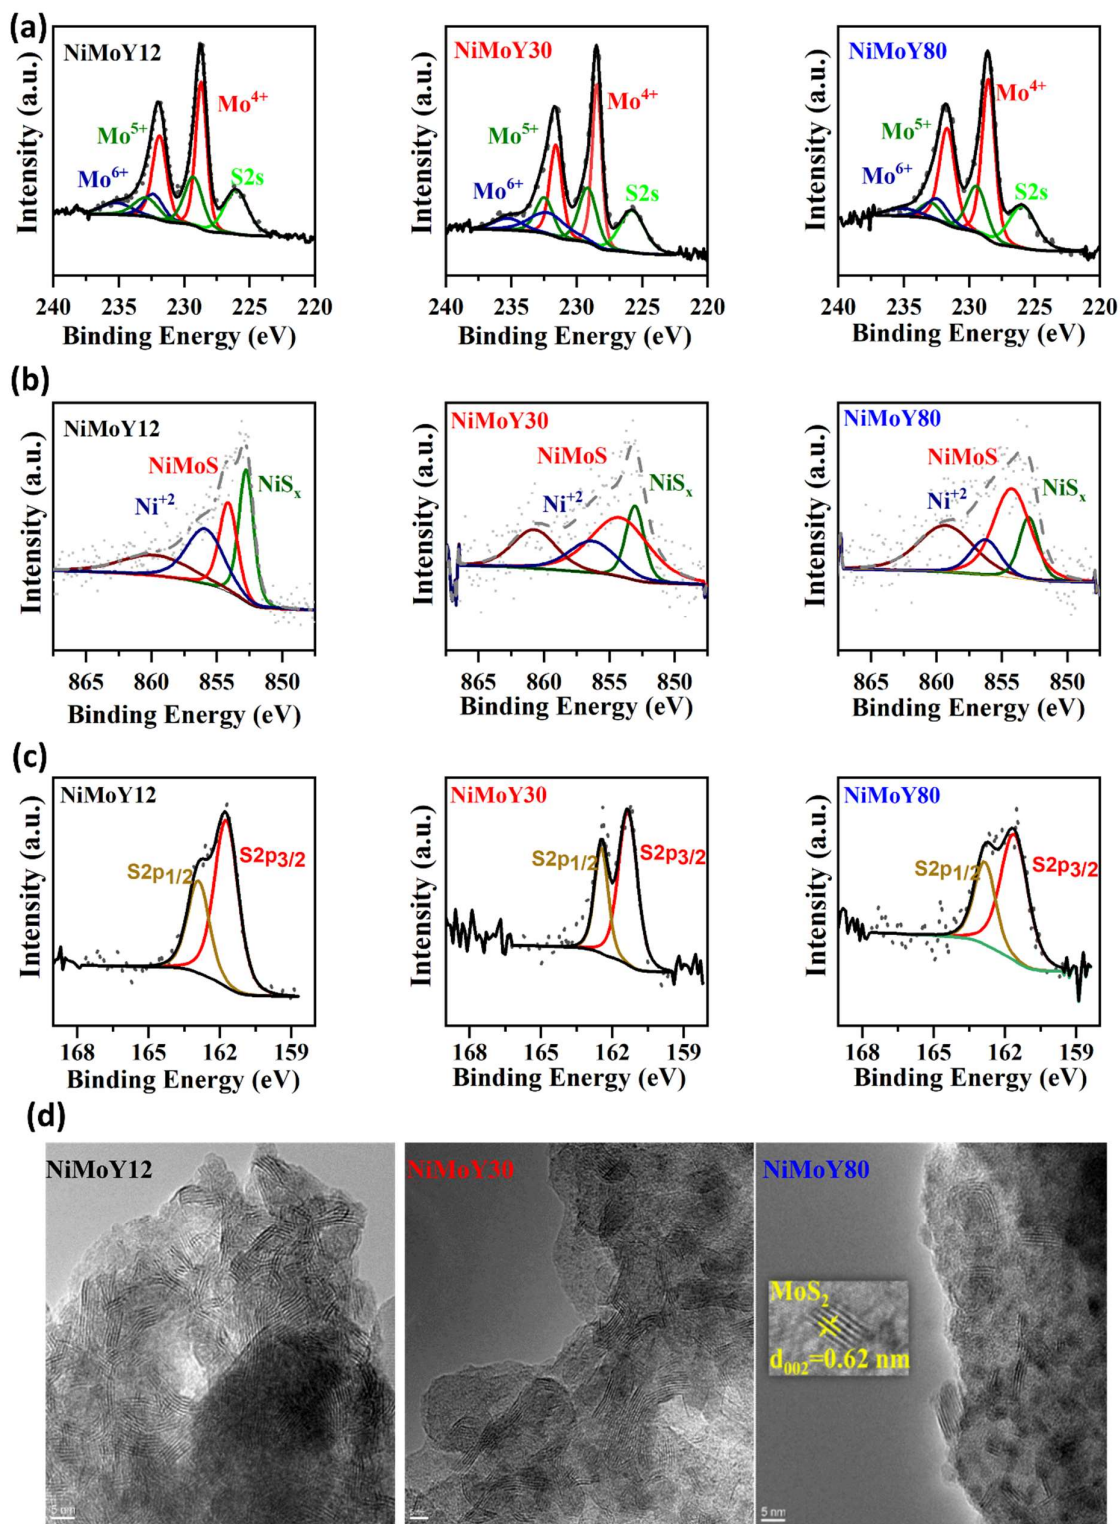 (a)
NiMoY12
Mo4+
Mo5+
Mo6+
S2s
Intensity (a.u.)
240 235 230 225 220
Binding Energy (eV)
NiMoY30
Mo4+
Mo5+
Mo6+
S2s
Intensity (a.u.)
240 235 230 225 220
Binding Energy (eV)
NiMoY80
Mo4+
Mo5+
Mo6+
S2s
Intensity (a.u.)
240 235 230 225 220
Binding Energy (eV)
(b)
NiMoY12
NiMoS
Ni+2
NiSx
Intensity (a.u.)
865 860 855 850
Binding Energy (eV)
NiMoY30
NiMoS
Ni+2
NiSx
Intensity (a.u.)
865 860 855 850
Binding Energy (eV)
NiMoY80
NiMoS
Ni+2
NiSx
Intensity (a.u.)
865 860 855 850
Binding Energy (eV)
(c)
NiMoY12
S2p1/2
S2p3/2
Intensity (a.u.)
168 165 162 159
Binding Energy (eV)
NiMoY30
S2p1/2
S2p3/2
Intensity (a.u.)
168 165 162 159
Binding Energy (eV)
NiMoY80
S2p1/2
S2p3/2
Intensity (a.u.)
168 165 162 159
Binding Energy (eV)
(d)
NiMoY12
5 nm
NiMoY30
NiMoY80
MoS2
d002=0.62 nm
5 nm